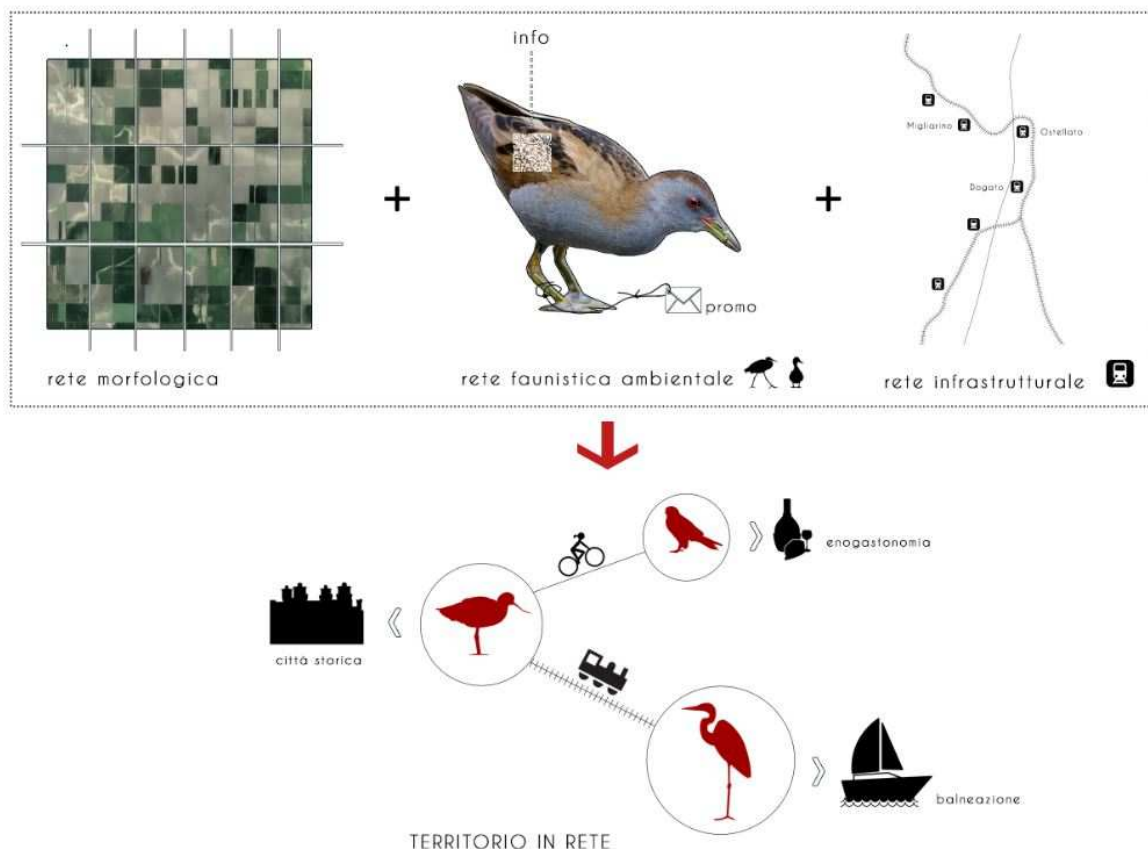 info
Migliarino
Ostellato
Dogato
promo
rete morfologica
rete faunistica ambientale
rete infrastrutturale
enogastonomia
città storica
balneazione
TERRITORIO IN RETE